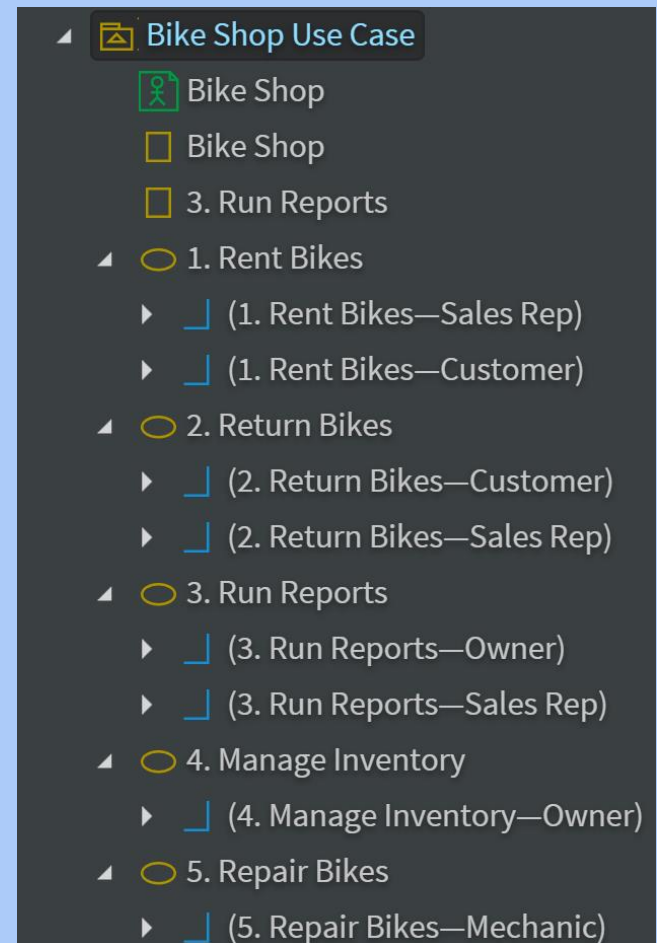 Bike Shop Use Case
Bike Shop
Bike Shop
3. Run Reports
1. Rent Bikes
(1. Rent Bikes—Sales Rep)
(1. Rent Bikes—Customer)
2. Return Bikes
(2. Return Bikes—Customer)
(2. Return Bikes—Sales Rep)
3. Run Reports
(3. Run Reports—Owner)
(3. Run Reports—Sales Rep)
4. Manage Inventory
(4. Manage Inventory—Owner)
5. Repair Bikes
(5. Repair Bikes—Mechanic)